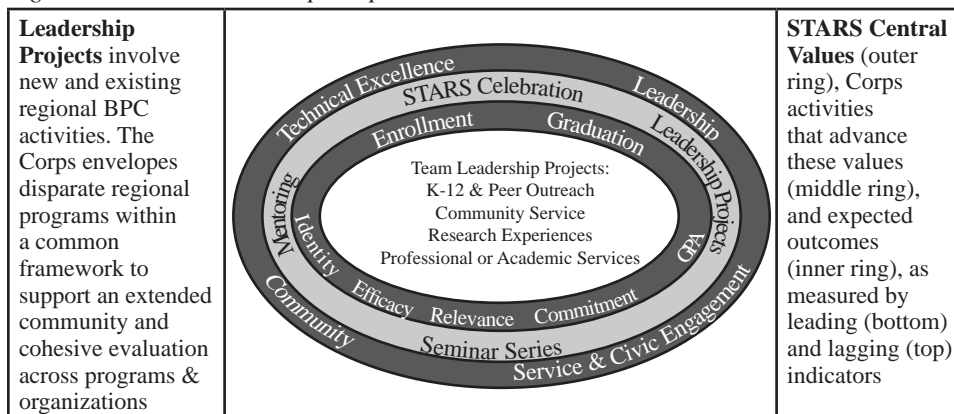 Leadership
Projects involve
new and existing
regional BPC
activities. The
Corps envelopes
disparate regional
programs within
a common
framework to
support an extended
community and
cohesive evaluation
across programs &
organizations
Technical Excellence
Leadership
STARS Celebration
Leadership Projects
Enrollment
Graduation
Team Leadership Projects:
K-12 & Peer Outreach
Community Service
Research Experiences
Professional or Academic Services
Mentoring
Identity
GPA
Efficacy
Relevance
Commitment
Community
Seminar Series
Service & Civic Engagement
STARS Central
Values (outer
ring), Corps
activities
that advance
these values
(middle ring),
and expected
outcomes
(inner ring), as
measured by
leading (bottom)
and lagging (top)
indicators